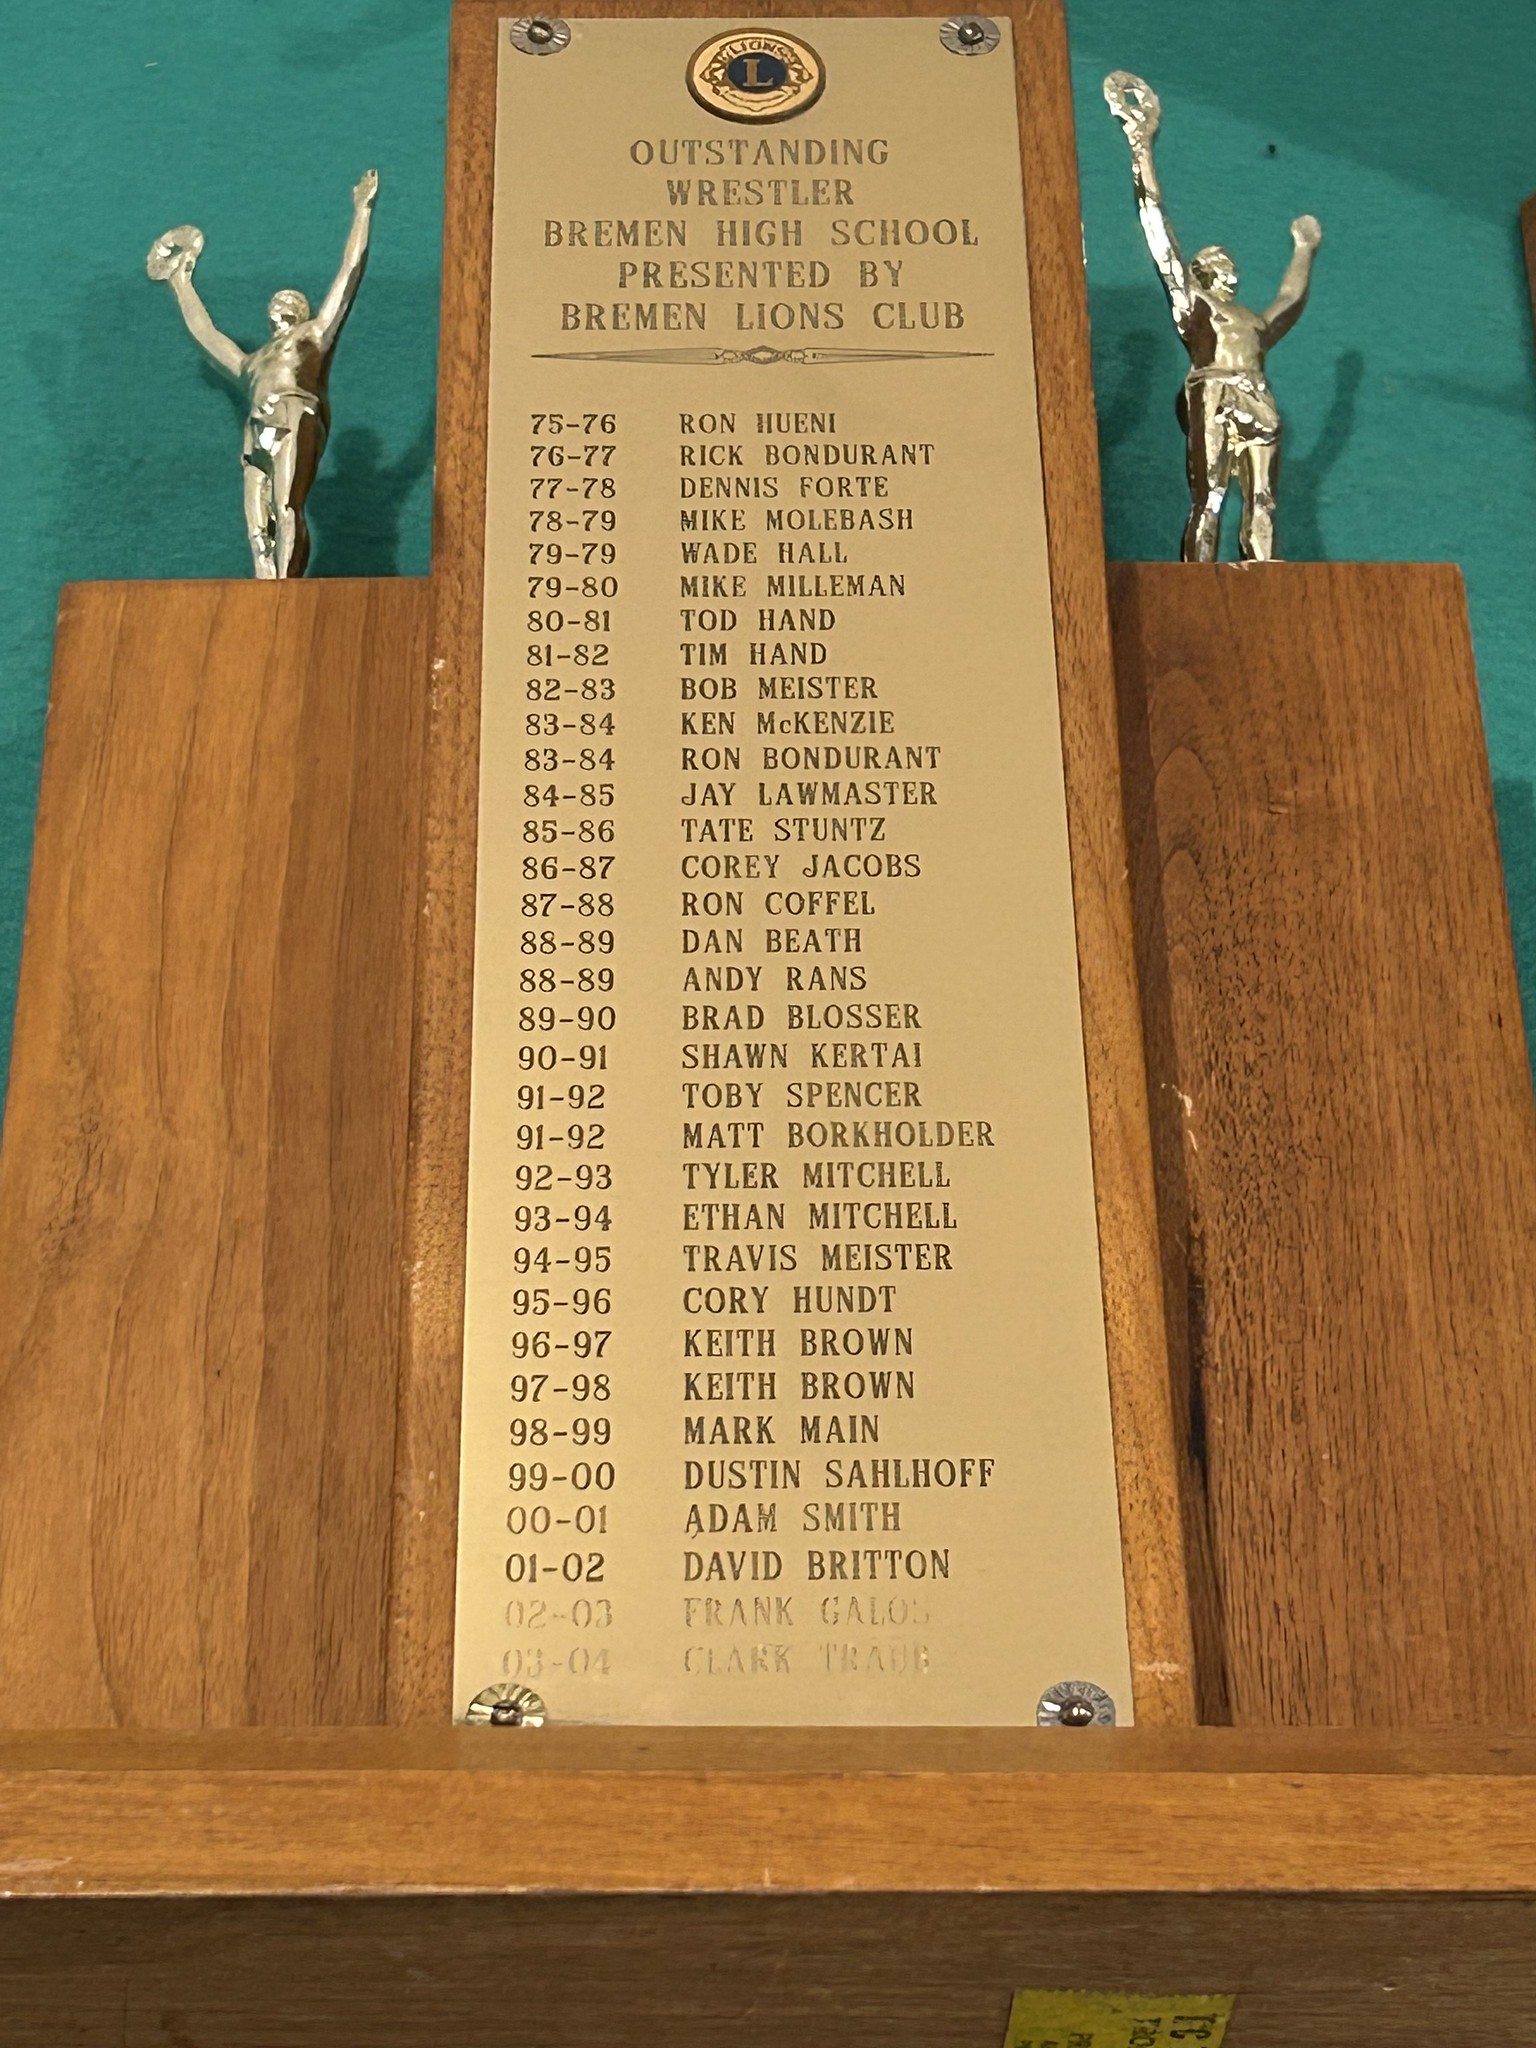 LIONS
L
OUTSTANDING
WRESTLER
BREMEN HIGH SCHOOL
PRESENTED BY
BREMEN LIONS CLUB
75-76 RON HUENI
76-77 RICK BONDURANT
77-78 DENNIS FORTE
78-79 MIKE MOLEBASH
79-79 WADE HALL
79-80 MIKE MILLEMAN
80-81 TOD HAND
81-82 TIM HAND
82-83 BOB MEISTER
83-84 KEN McKENZIE
83-84 RON BONDURANT
84-85 JAY LAWMASTER
85-86 TATE STUNTZ
86-87 COREY JACOBS
87-88 RON COFFEL
88-89 DAN BEATH
88-89 ANDY RANS
89-90 BRAD BLOSSER
90-91 SHAWN KERTAI
91-92 TOBY SPENCER
91-92 MATT BORKHOLDER
92-93 TYLER MITCHELL
93-94 ETHAN MITCHELL
94-95 TRAVIS MEISTER
95-96 CORY HUNDT
96-97 KEITH BROWN
97-98 KEITH BROWN
98-99 MARK MAIN
99-00 DUSTIN SAHLHOFF
00-01 ADAM SMITH
01-02 DAVID BRITTON
02-03 FRANK GALOS
03-04 CLARK TRAUB